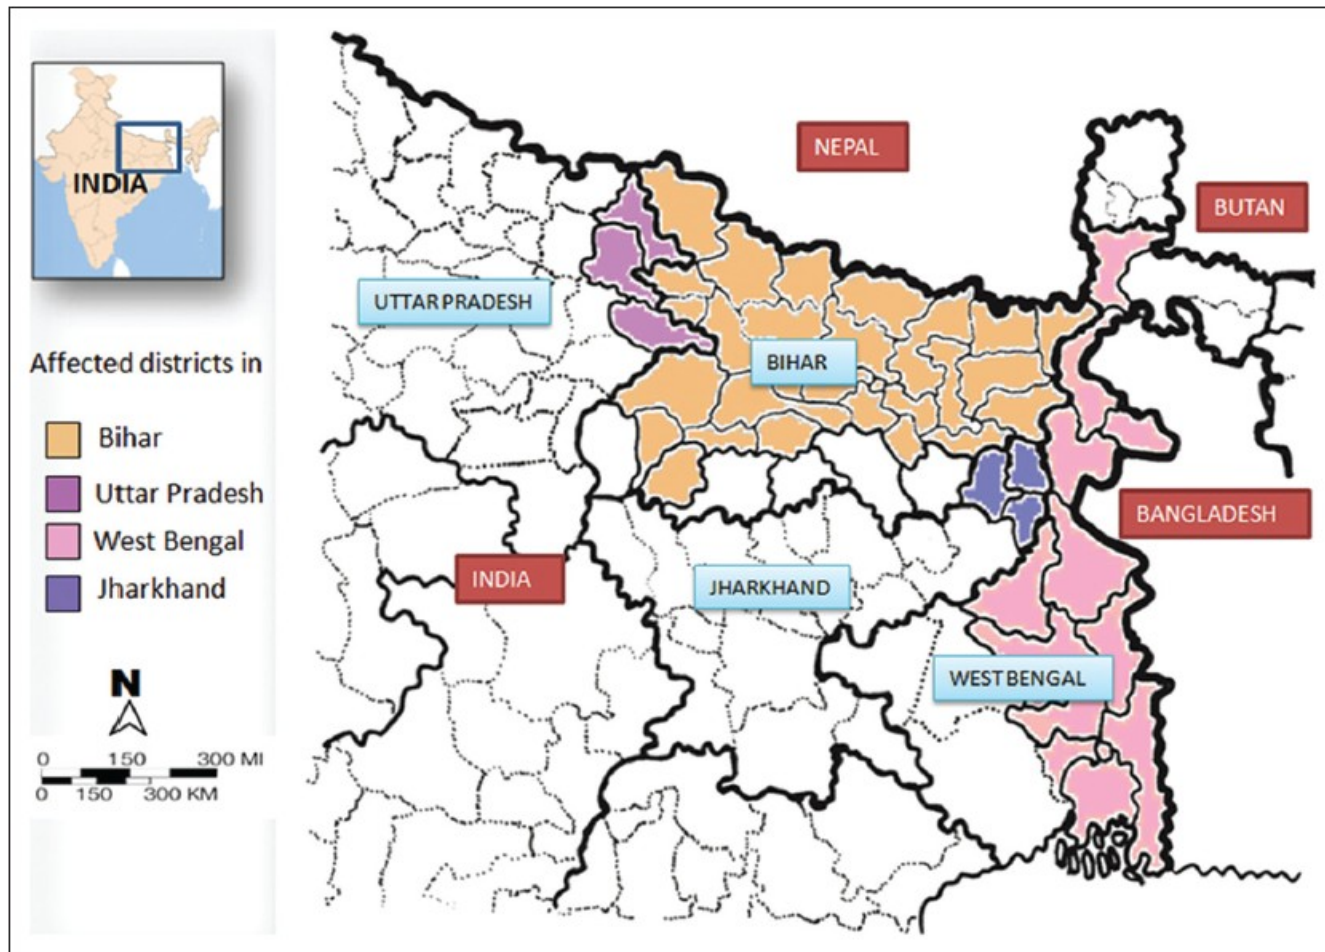 INDIA
Affected districts in
Bihar
Uttar Pradesh
West Bengal
Jharkhand
N
0 150 300 MI
0 150 300 KM
NEPAL
BUTAN
UTTAR PRADESH
BIHAR
BANGLADESH
INDIA
JHARKHAND
WEST BENGAL